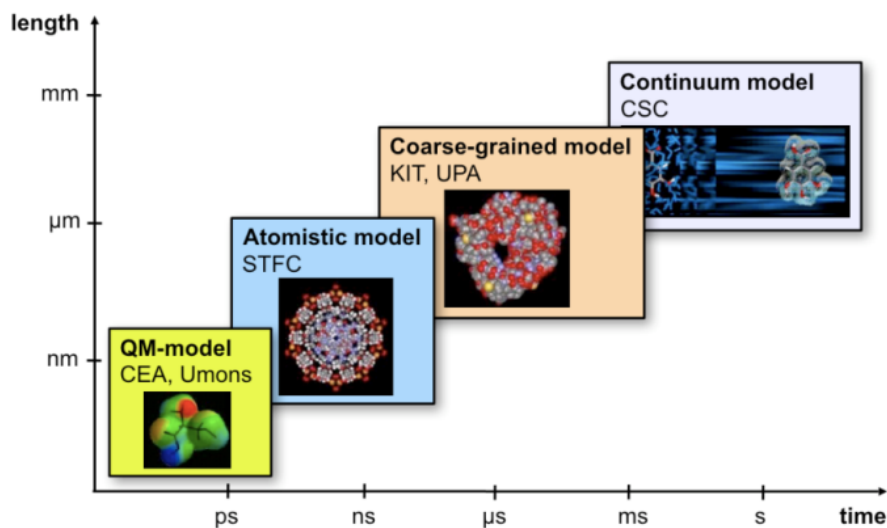 length
mm
µm
nm
Continuum model
CSC
Coarse-grained model
KIT, UPA
Atomistic model
STFC
QM-model
CEA, Umons
ps
ns
µs
ms
s
time